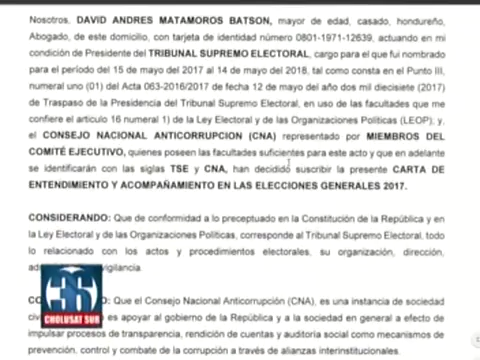 Nosotros, DAVID ANDRES MATAMOROS BATSON, mayor de edad, casado, hondureño,
Abogado, de este domicilio, con tarjeta de identidad número 0801-1971-12639, actuando en mi
condición de Presidente del TRIBUNAL SUPREMO ELECTORAL, cargo para el que fui nombrado
para el período del 15 de mayo del 2017 al 14 de mayo del 2018, tal como consta en el Punto III,
numeral uno (01) del Acta 063-2016/2017 de fecha 12 de mayo del año dos mil diecisiete (2017)
de Traspaso de la Presidencia del Tribunal Supremo Electoral, en uso de las facultades que me
confiere el articulo 16 numeral 1) de la Ley Electoral y de las Organizaciones Políticas (LEOP); y,
el CONSEJO NACIONAL ANTICORRUPCION (CNA) representado por MIEMBROS DEL
COMITÉ EJECUTIVO, quienes poseen las facultades suficientes para este acto y que en adelante
se identificarán con las siglas TSE y CNA, han decidido suscribir la presente CARTA DE
ENTENDIMIENTO Y ACOMPAÑAMIENTO EN LAS ELECCIONES GENERALES 2017.
CONSIDERANDO: Que de conformidad a lo preceptuado en la Constitución de la República y en
la Ley Electoral y de las Organizaciones Políticas, corresponde al Tribunal Supremo Electoral, todo
lo relacionado con los actos y procedimientos electorales, su organización, dirección,
vigilancia.
Que el Consejo Nacional Anticorrupción (CNA), es una instancia de sociedad
es apoyar al gobierno de la República y a la sociedad en general a efecto de
impulsar procesos de transparencia, rendición de cuentas y auditoria social como mecanismos de
prevención, control y combate de la corrupción a través de alianzas interinstitucionales.
36
CHOLUSAT SUR